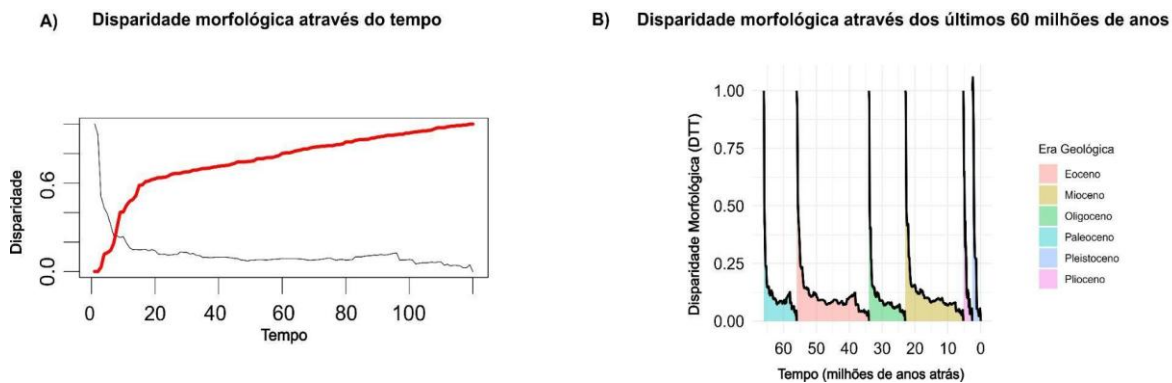 A) Disparidade morfológica através do tempo
Disparidade
0.0
0.6
0 20 40 60 80 100
Tempo
B) Disparidade morfológica através dos últimos 60 milhões de anos
Disparidade Morfológica (DTT)
1.00
0.75
0.50
0.25
0.00
60 50 40 30 20 10 0
Tempo (milhões de anos atrás)
Era Geológica
Eoceno
Mioceno
Oligoceno
Paleoceno
Pleistoceno
Plioceno